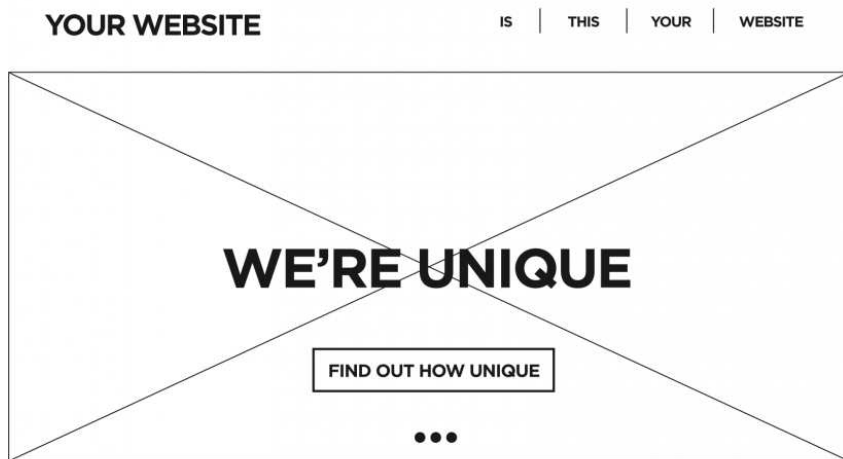 YOUR WEBSITE
IS | THIS | YOUR | WEBSITE
WE'RE UNIQUE
FIND OUT HOW UNIQUE